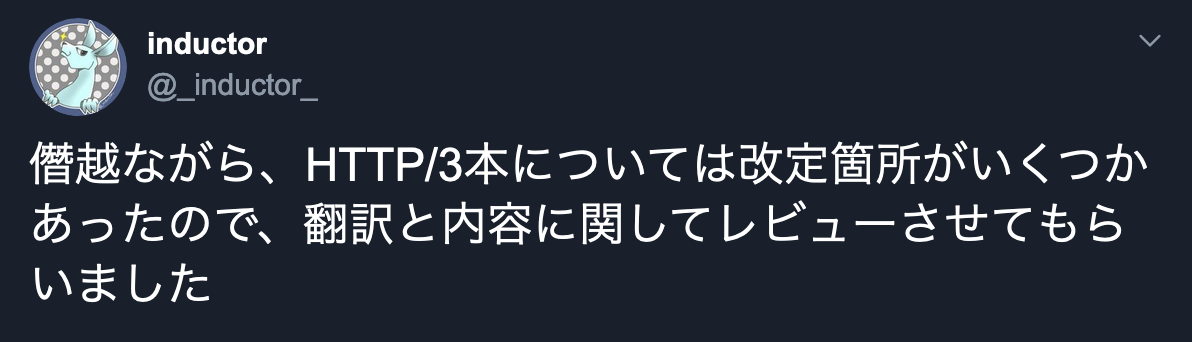 inductor
@_inductor_
僭越ながら、HTTP/3本については改定箇所がいくつか
あったので、翻訳と内容に関してレビューさせてもら
いました